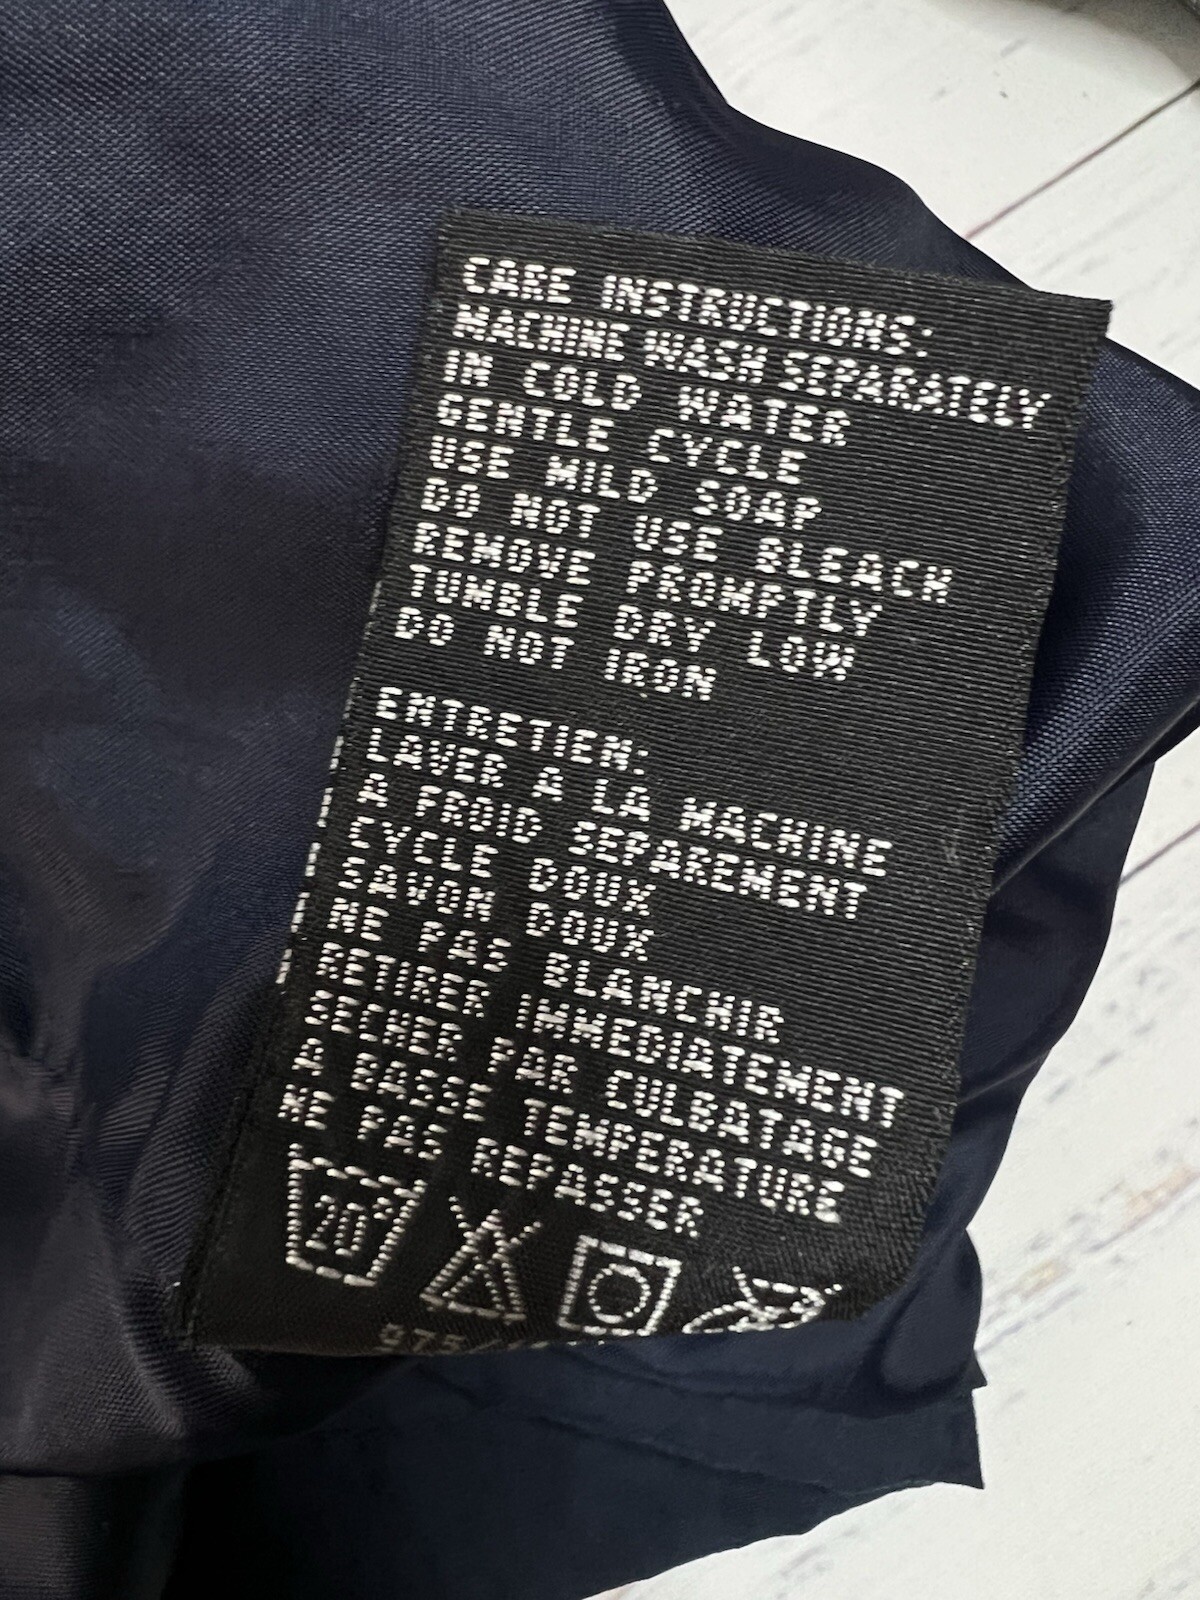 CARE INSTRUCTIONS:
MACHINE WASH SEPARATELY
IN COLD WATER
GENTLE CYCLE
USE MILD SOAP
DO NOT USE BLEACH
REMOVE PROMPTLY
TUMBLE DRY LOW
DO NOT IRON
ENTRETIEN:
LAVER A LA MACHINE
A FROID SEPAREMENT
CYCLE DOUX
SAVON DOUX
NE PAS BLANCHIR
RETIRER IMMEDIATEMENT
SECHER PAR CULBATAGE
A BASSE TEMPERATURE
NE PAS REPASSER
20°
975